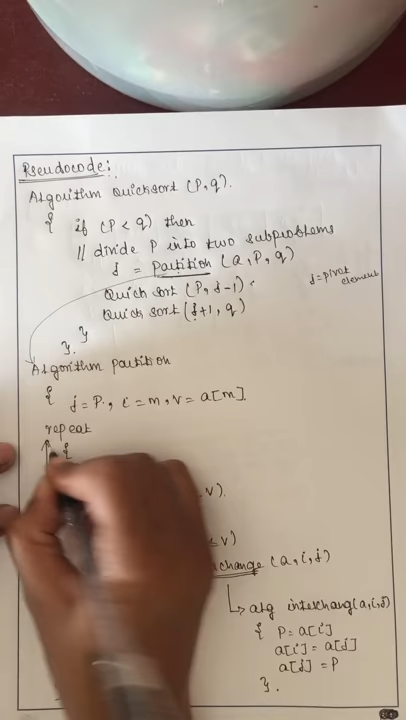 Pseudocode:
Algorithm Quicksort (P,q).
{ if (P < q) then
// divide P into two subproblems
j = Partition (a, P, q)
j = pivot element
Quick sort (P, j-1)
Quick sort (j+1, q)
}
}.
Algorithm partition
{ j = P, i = m, v = a[m]
repeat
{
v).
≤ v)
change (a, i, j)
↳ alg interchang(a,i,j)
{ P = a[i]
a[i] = a[j]
a[j] = P
}.